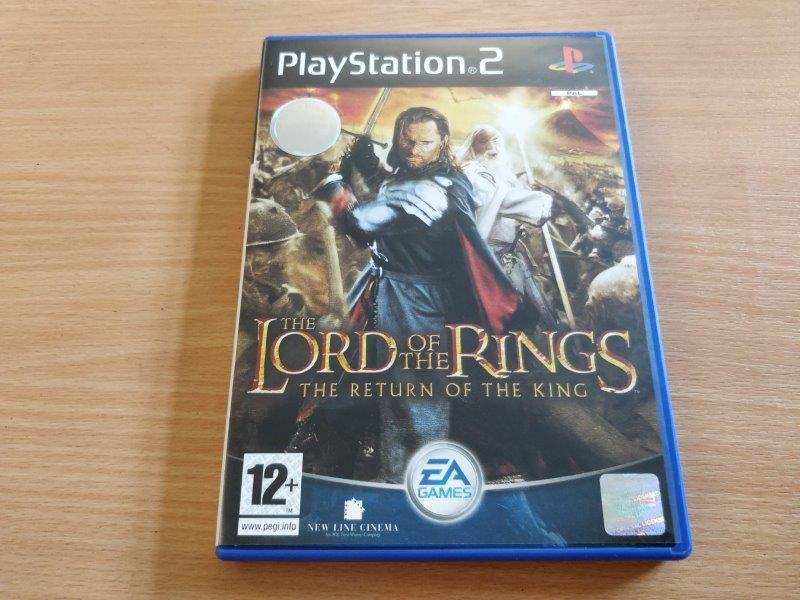 PlayStation®2
PAL
THE
LORD OF THE RINGS
THE RETURN OF THE KING
12+
www.pegi.info
NEW LINE CINEMA
EA
GAMES